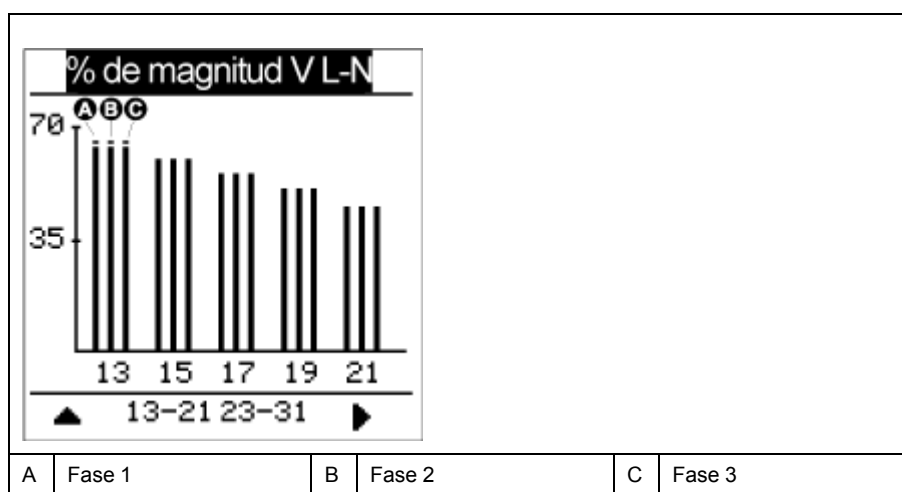 % de magnitud V L-N
A B C
70
35
13 15 17 19 21
13-21 23-31
A Fase 1 B Fase 2 C Fase 3